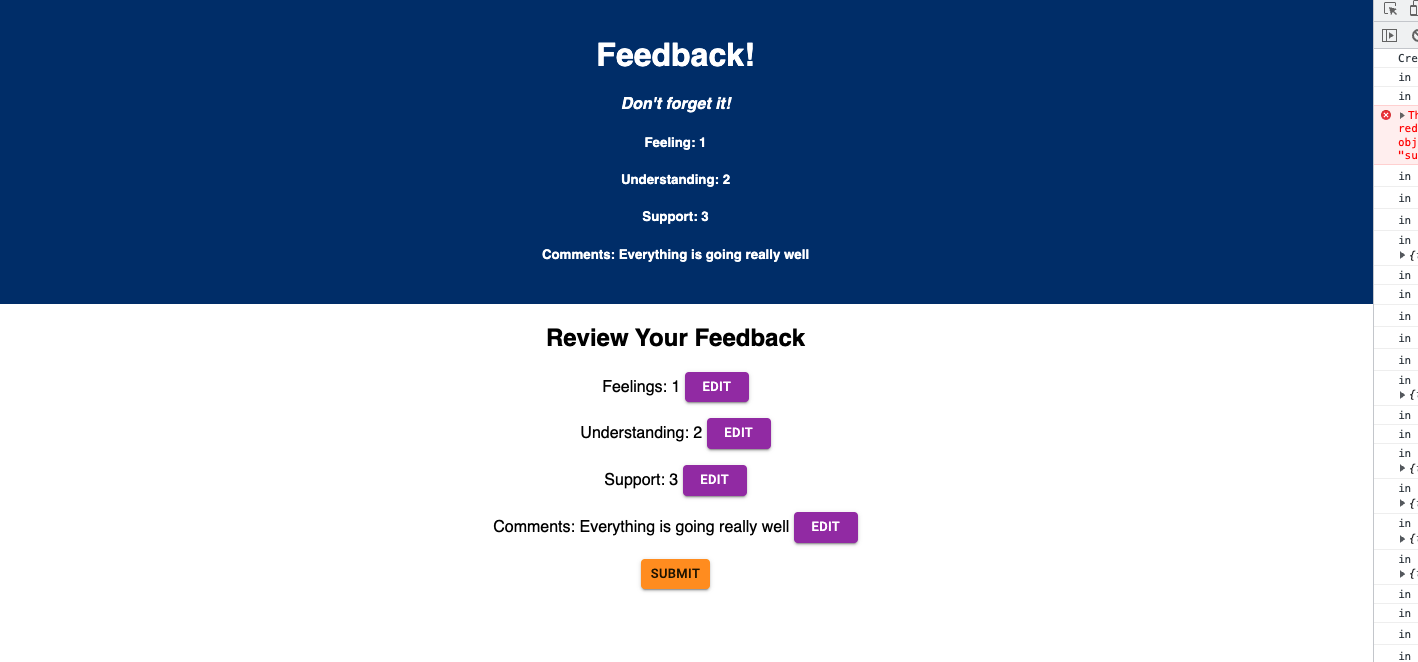 Feedback!
Don't forget it!
Feeling: 1
Understanding: 2
Support: 3
Comments: Everything is going really well
Review Your Feedback
Feelings: 1 EDIT
Understanding: 2 EDIT
Support: 3 EDIT
Comments: Everything is going really well EDIT
SUBMIT
Cre
in
in
Th
red
obj
"su
in
in
in
in
{
in
in
in
in
in
in
{
in
in
in
{
in
{
in
{
in
{
in
in
in
in